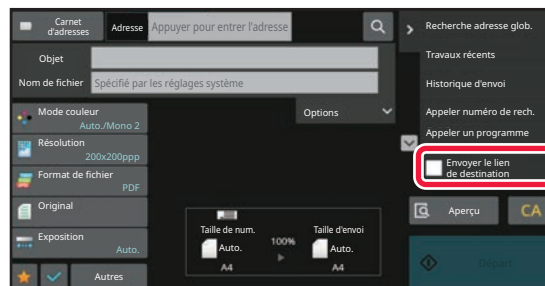 Carnet
d'adresses
Adresse
Appuyer pour entrer l'adresse
Objet
Nom de fichier
Spécifié par les réglages système
Mode couleur
Auto./Mono 2
Résolution
200x200ppp
Format de fichier
PDF
Original
Exposition
Auto.
Autres
Options
Taille de num.
Auto.
A4
100%
Taille d'envoi
Auto.
A4
Recherche adresse glob.
Travaux récents
Historique d'envoi
Appeler numéro de rech.
Appeler un programme
Envoyer le lien
de destination
Aperçu
CA
Départ